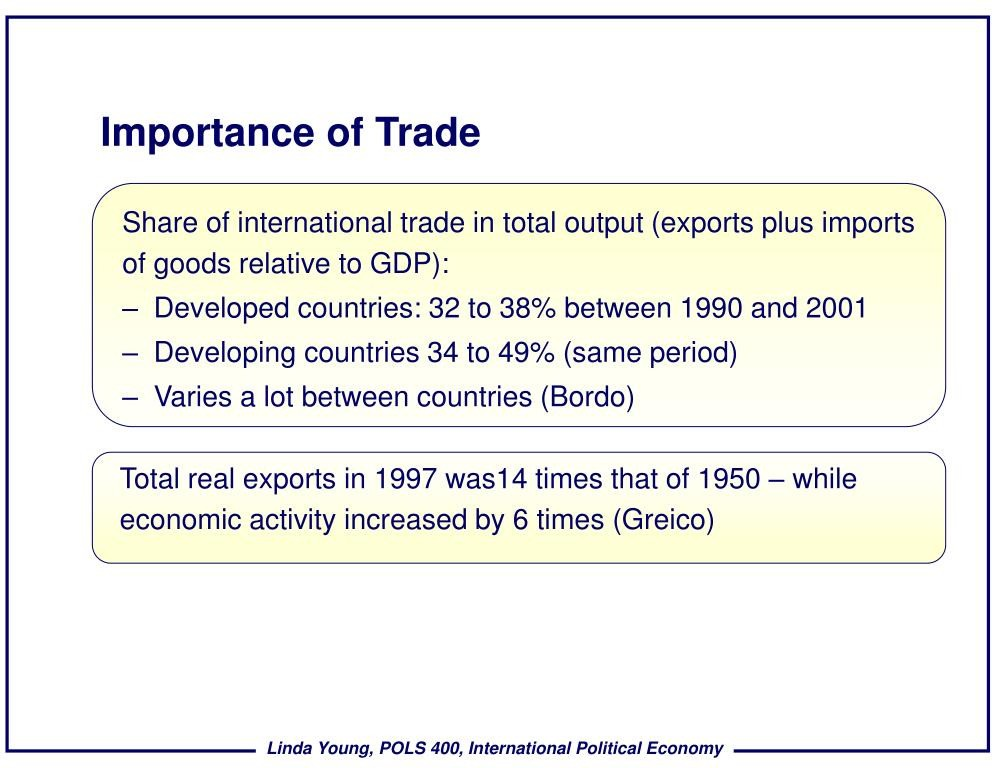 Importance of Trade
Share of international trade in total output (exports plus imports
of goods relative to GDP):
– Developed countries: 32 to 38% between 1990 and 2001
– Developing countries 34 to 49% (same period)
– Varies a lot between countries (Bordo)
Total real exports in 1997 was14 times that of 1950 – while
economic activity increased by 6 times (Greico)
Linda Young, POLS 400, International Political Economy